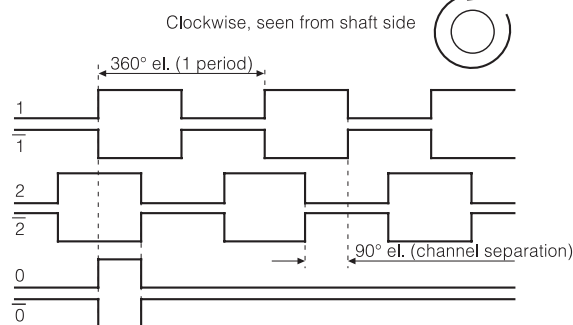 Clockwise, seen from shaft side
360° el. (1 period)
1
1̅
2
2̅
90° el. (channel separation)
0
0̅